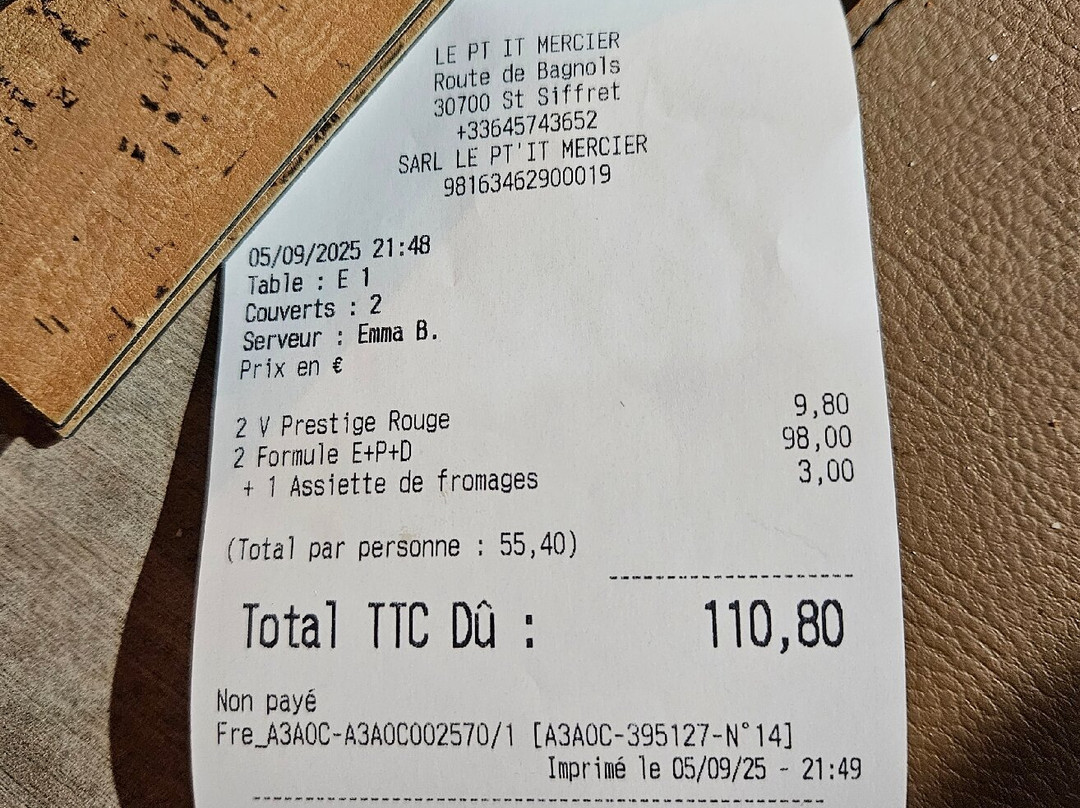 LE PT IT MERCIER
Route de Bagnols
30700 St Siffret
+33645743652
SARL LE PT'IT MERCIER
98163462900019
05/09/2025 21:48
Table : E 1
Couverts : 2
Serveur : Emma B.
Prix en €
2 V Prestige Rouge 9,80
2 Formule E+P+D 98,00
+ 1 Assiette de fromages 3,00
(Total par personne : 55,40)
Total TTC Dû : 110,80
Non payé
Fre_A3AOC-A3AOC002570/1 [A3AOC-395127-N°14]
Imprimé le 05/09/25 - 21:49